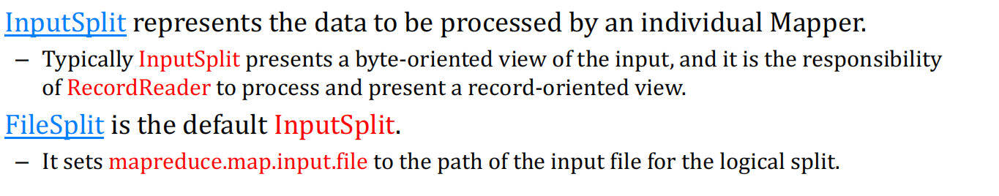 InputSplit represents the data to be processed by an individual Mapper.
– Typically InputSplit presents a byte-oriented view of the input, and it is the responsibility
of RecordReader to process and present a record-oriented view.
FileSplit is the default InputSplit.
– It sets mapreduce.map.input.file to the path of the input file for the logical split.